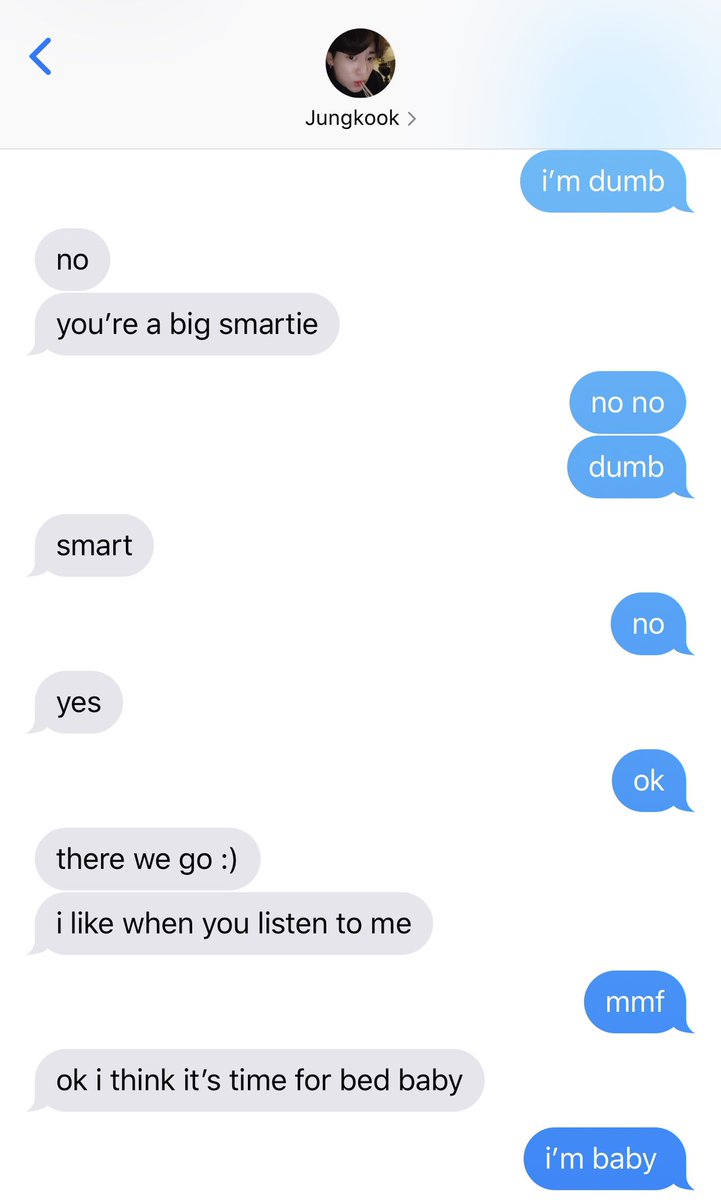 Jungkook
i’m dumb
no
you’re a big smartie
no no
dumb
smart
no
yes
ok
there we go :)
i like when you listen to me
mmf
ok i think it’s time for bed baby
i’m baby